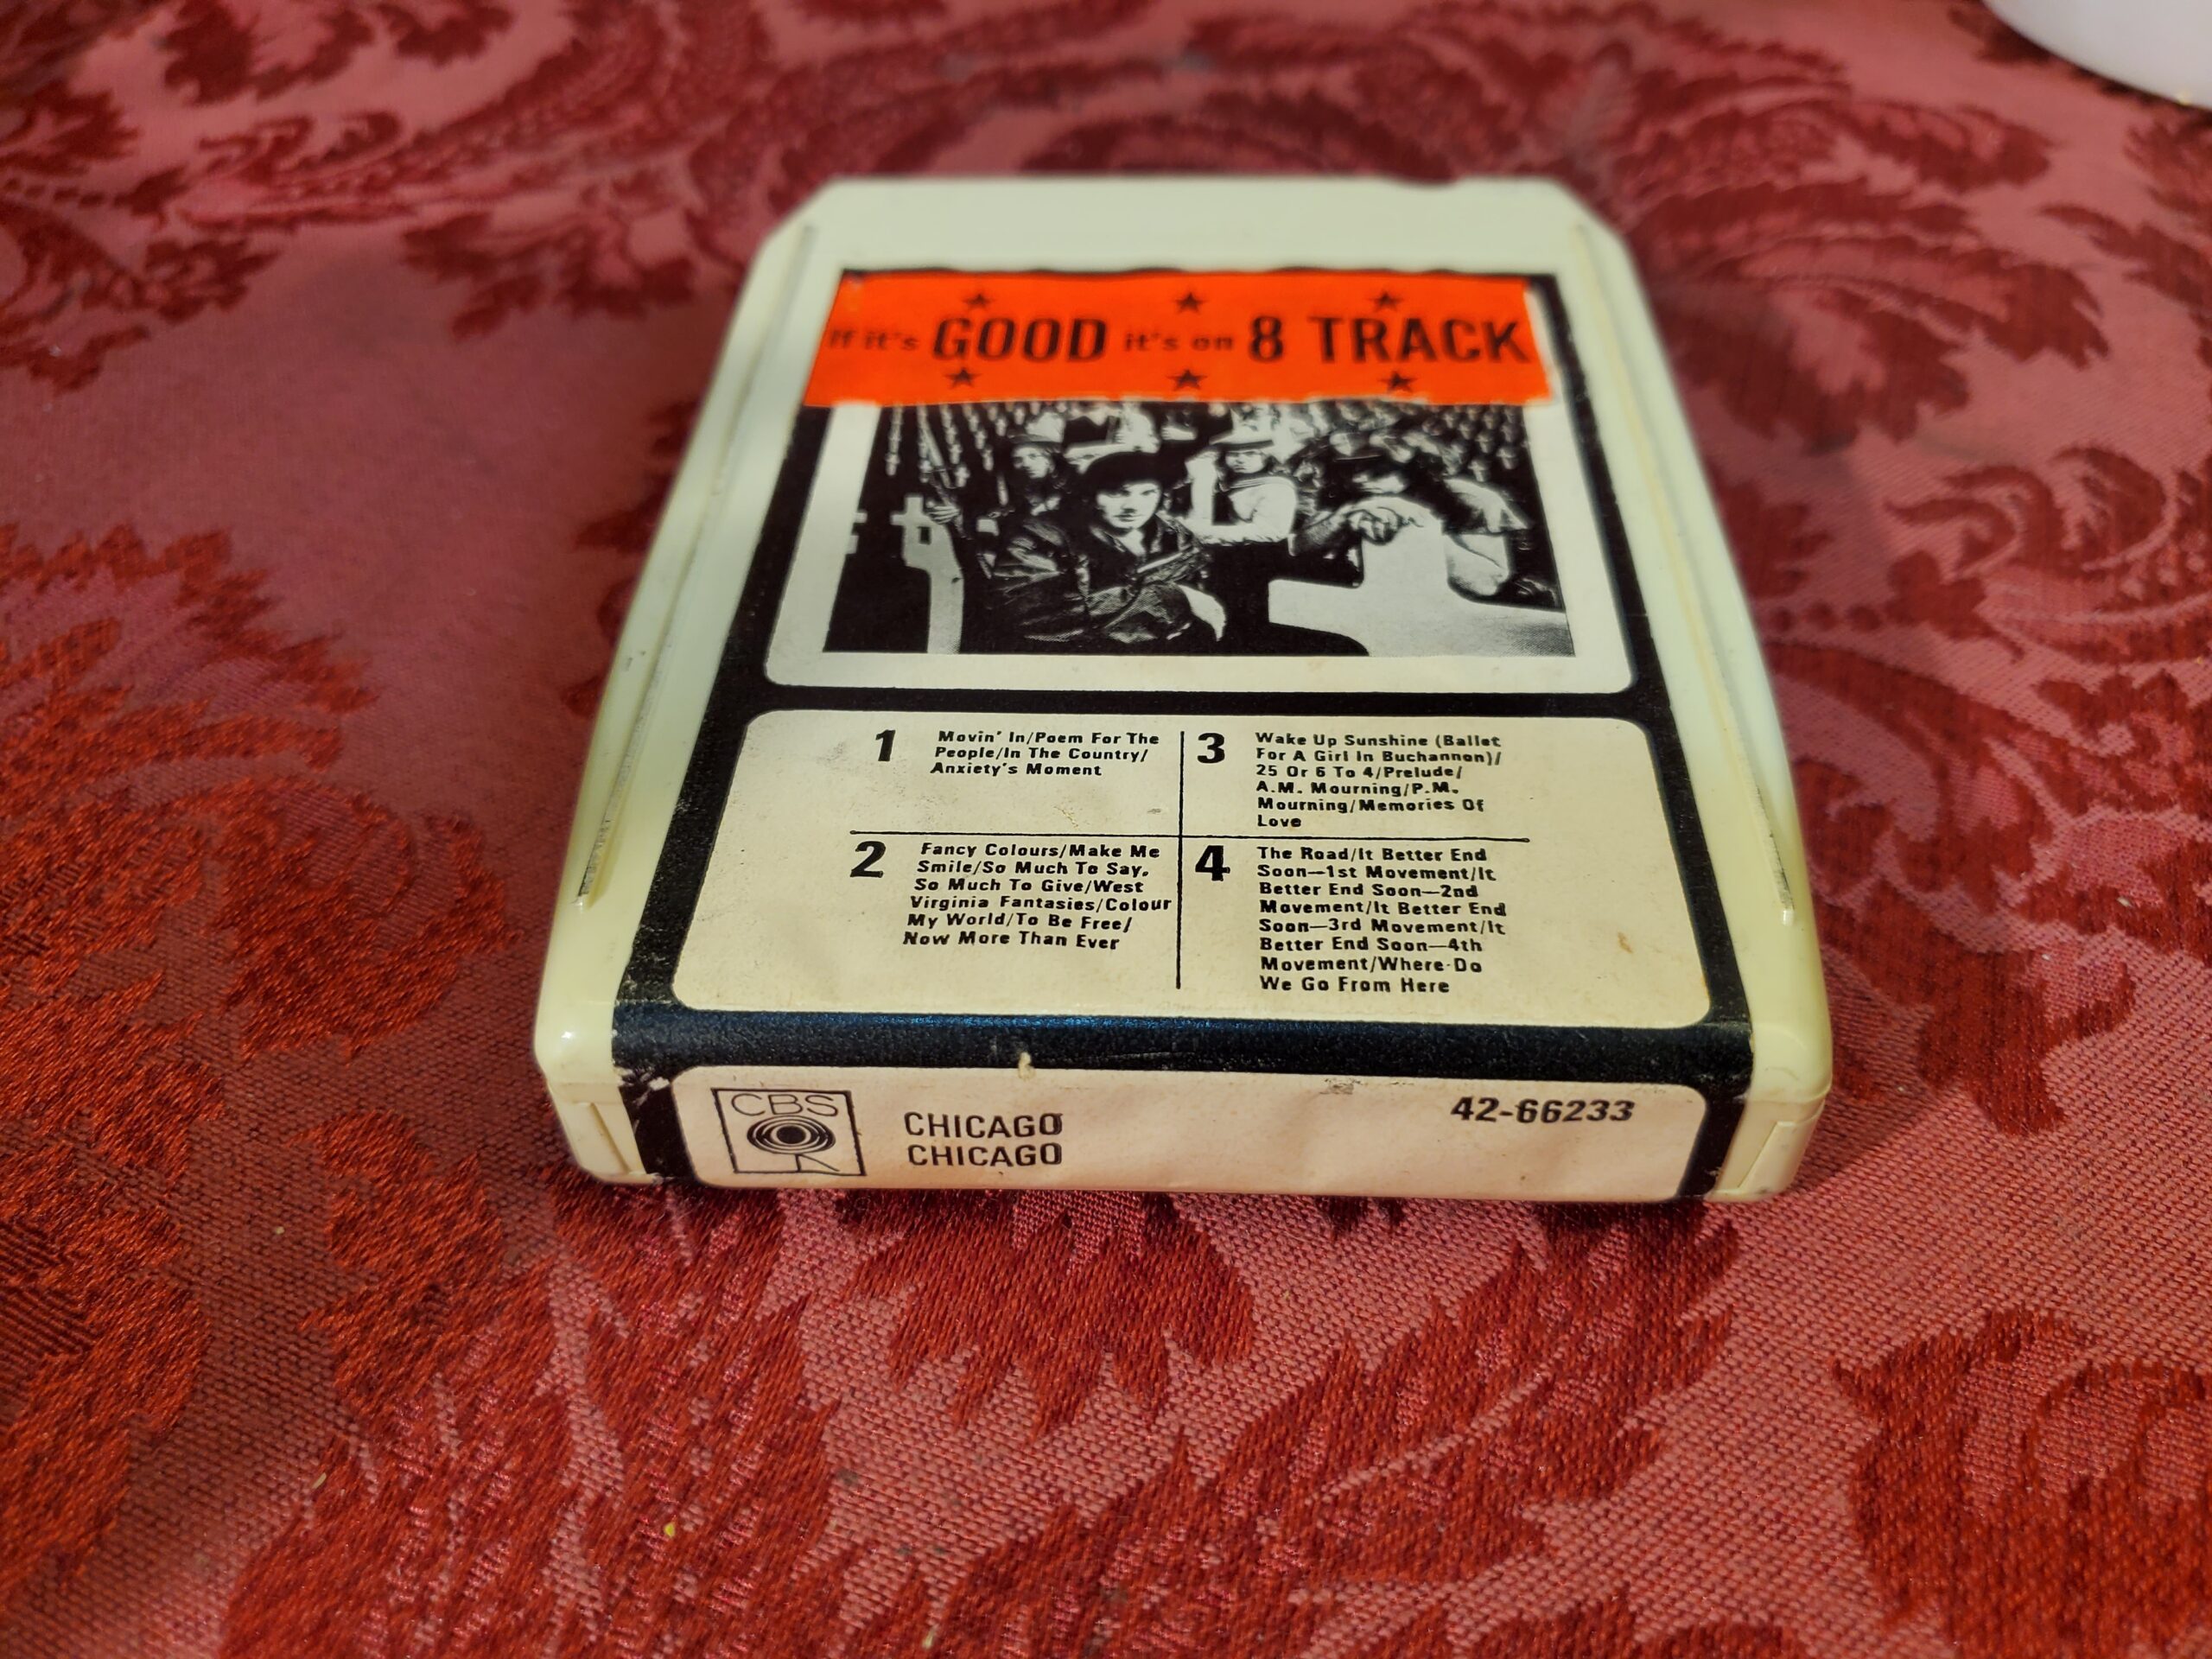 If it's GOOD it's on 8 TRACK
1
Movin' In/Poem For The
People/In The Country/
Anxiety's Moment
2
Fancy Colours/Make Me
Smile/So Much To Say,
So Much To Give/West
Virginia Fantasies/Colour
My World/To Be Free/
Now More Than Ever
3
Wake Up Sunshine (Ballet
For A Girl In Buchannon)/
25 Or 6 To 4/Prelude/
A.M. Mourning/P.M.
Mourning/Memories Of
Love
4
The Road/It Better End
Soon—1st Movement/It
Better End Soon—2nd
Movement/It Better End
Soon—3rd Movement/It
Better End Soon—4th
Movement/Where Do
We Go From Here
CBS
CHICAGO
CHICAGO
42-66233